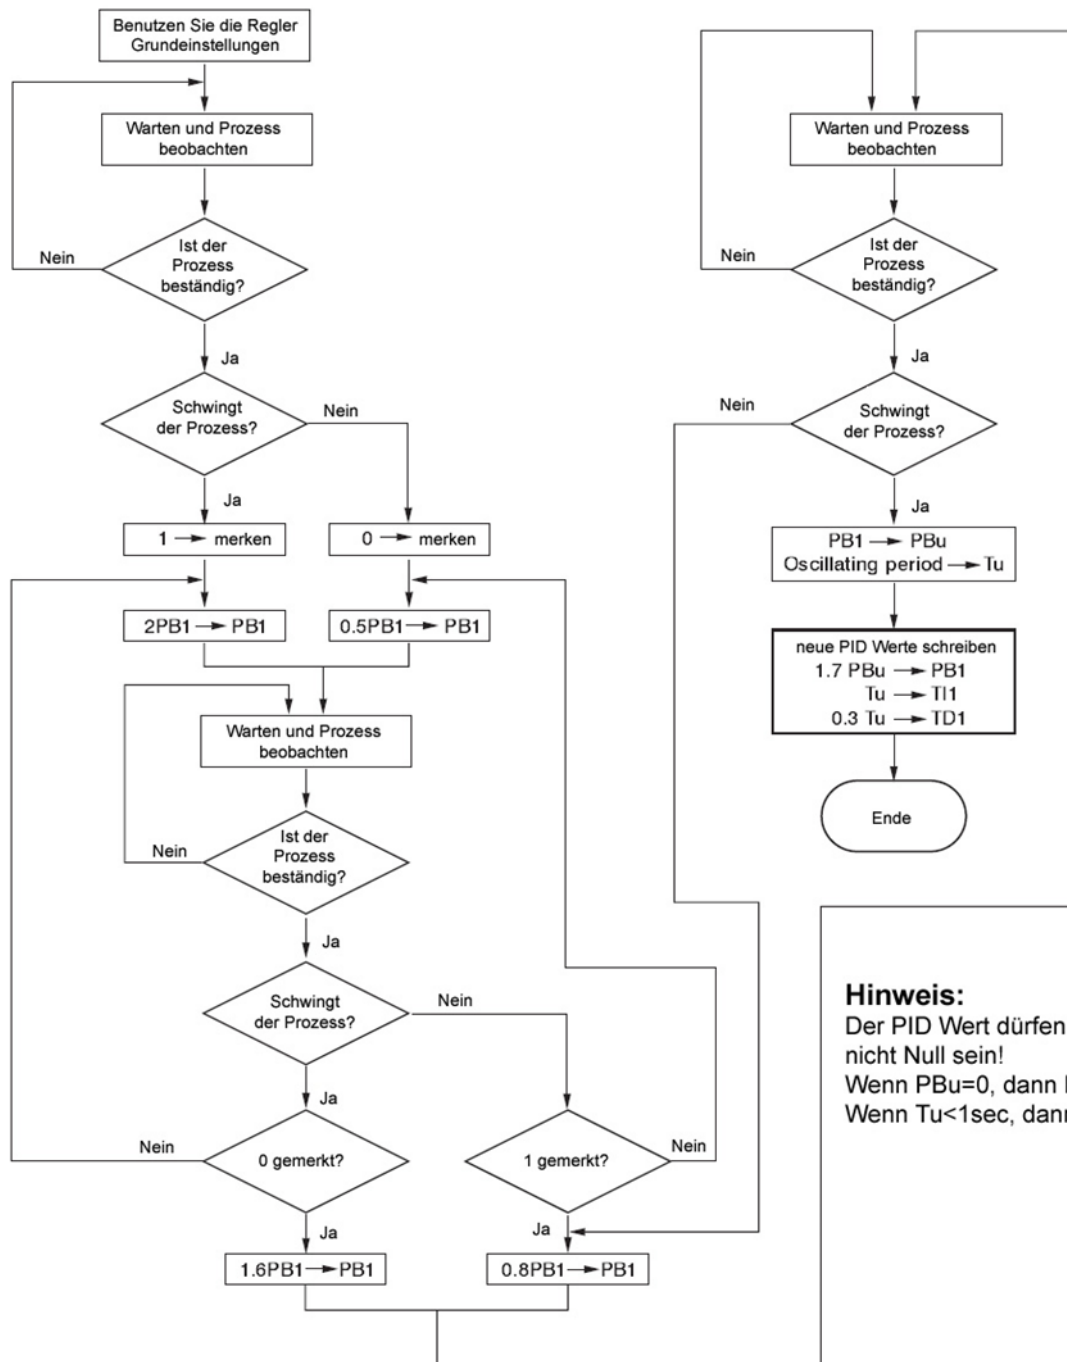 Benutzen Sie die Regler
Grundeinstellungen
Warten und Prozess
beobachten
Ist der
Prozess
beständig?
Nein
Ja
Schwingt
der Prozess?
Nein
Ja
1 → merken
0 → merken
2PB1 → PB1
0.5PB1 → PB1
Warten und Prozess
beobachten
Ist der
Prozess
beständig?
Nein
Ja
Schwingt
der Prozess?
Nein
Ja
0 gemerkt?
Nein
Ja
1 gemerkt?
Nein
Ja
1.6PB1 → PB1
0.8PB1 → PB1
Warten und Prozess
beobachten
Ist der
Prozess
beständig?
Nein
Ja
Schwingt
der Prozess?
Nein
Ja
PB1 → PBu
Oscillating period → Tu
neue PID Werte schreiben
1.7 PBu → PB1
Tu → TI1
0.3 Tu → TD1
Ende
Hinweis:
Der PID Wert dürfen
nicht Null sein!
Wenn PBu=0, dann
Wenn Tu<1sec, dann